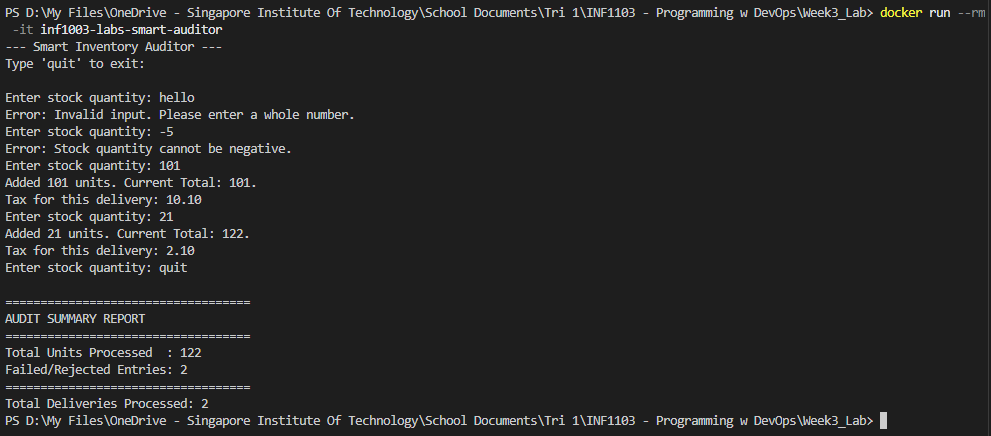 PS D:\My Files\OneDrive - Singapore Institute Of Technology\School Documents\Tri 1\INF1103 - Programming w DevOps\Week3_Lab> docker run --rm
-it inf1003-labs-smart-auditor
--- Smart Inventory Auditor ---
Type 'quit' to exit:
Enter stock quantity: hello
Error: Invalid input. Please enter a whole number.
Enter stock quantity: -5
Error: Stock quantity cannot be negative.
Enter stock quantity: 101
Added 101 units. Current Total: 101.
Tax for this delivery: 10.10
Enter stock quantity: 21
Added 21 units. Current Total: 122.
Tax for this delivery: 2.10
Enter stock quantity: quit
===================================
AUDIT SUMMARY REPORT
===================================
Total Units Processed  : 122
Failed/Rejected Entries: 2
===================================
Total Deliveries Processed: 2
PS D:\My Files\OneDrive - Singapore Institute Of Technology\School Documents\Tri 1\INF1103 - Programming w DevOps\Week3_Lab>